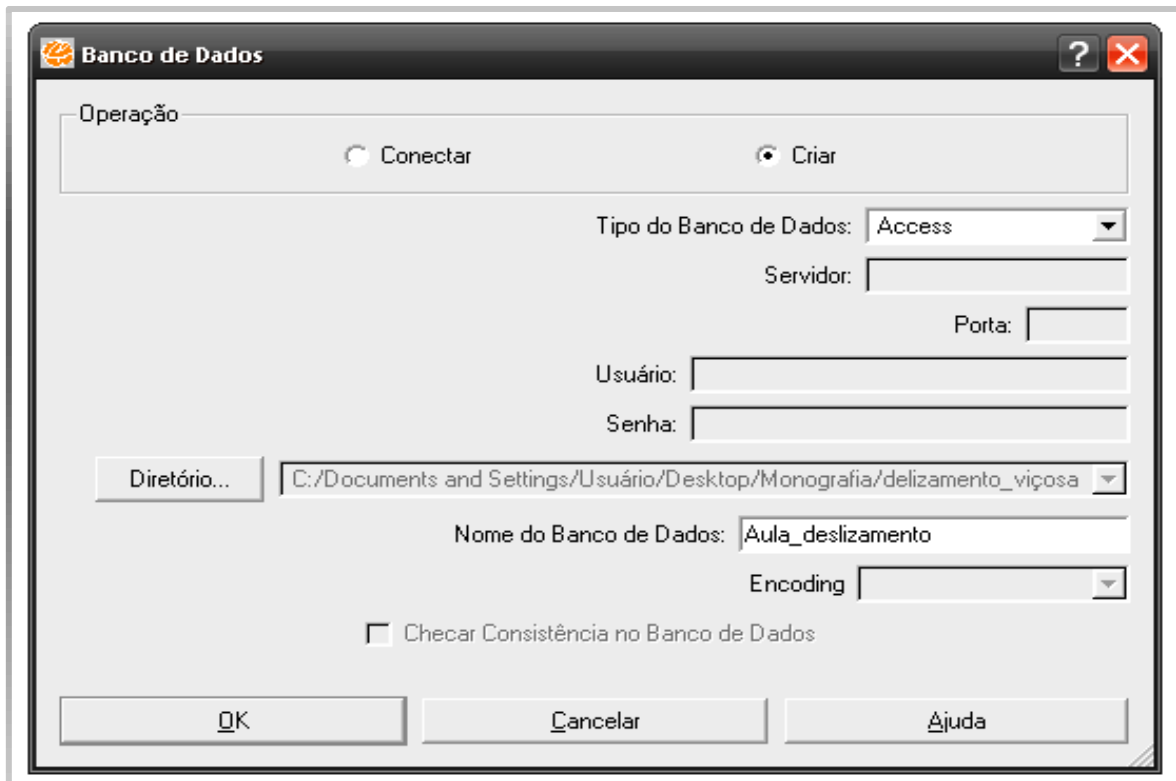 Banco de Dados
Operação
Conectar Criar
Tipo do Banco de Dados: Access
Servidor:
Porta:
Usuário:
Senha:
Diretório... C:/Documents and Settings/Usuário/Desktop/Monografia/delizamento_viçosa
Nome do Banco de Dados: Aula_deslizamento
Encoding
Checar Consistência no Banco de Dados
OK Cancelar Ajuda